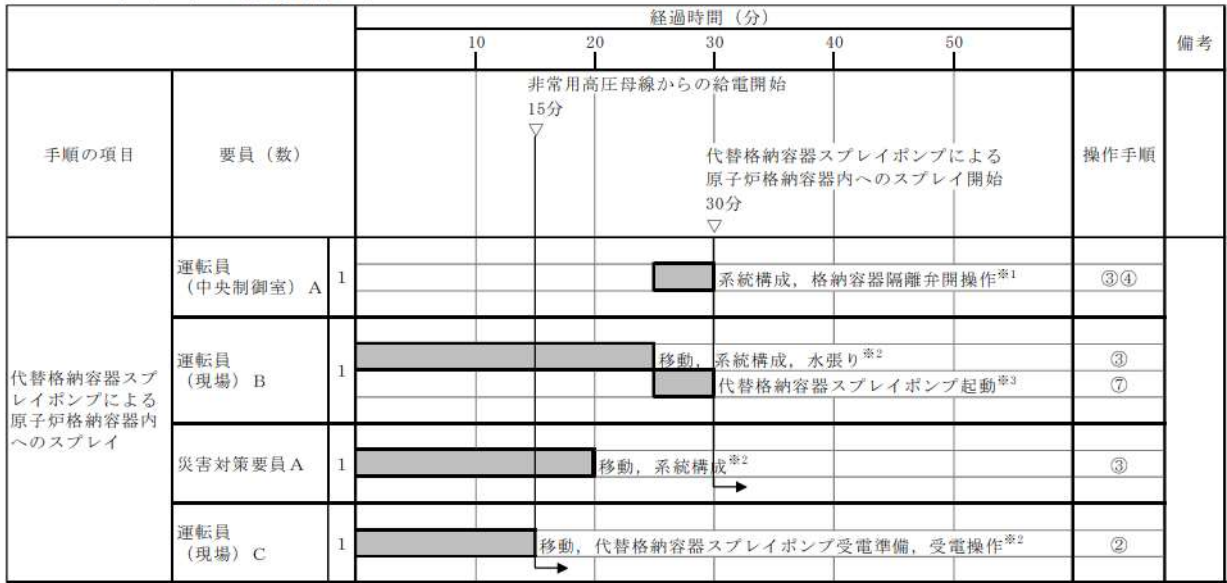 経過時間（分）
備考
10 20 30 40 50
手順の項目
要員（数）
操作手順
非常用高圧母線からの給電開始
15分
▽
代替格納容器スプレイポンプによる
原子炉格納容器内へのスプレイ開始
30分
▽
代替格納容器スプ
レイポンプによる
原子炉格納容器内
へのスプレイ
運転員
（中央制御室）A
1
系統構成，格納容器隔離弁開操作※1
③④
運転員
（現場）B
1
移動，系統構成，水張り※2
③
代替格納容器スプレイポンプ起動※3
⑦
災害対策要員A
1
移動，系統構成※2
③
運転員
（現場）C
1
移動，代替格納容器スプレイポンプ受電準備，受電操作※2
②